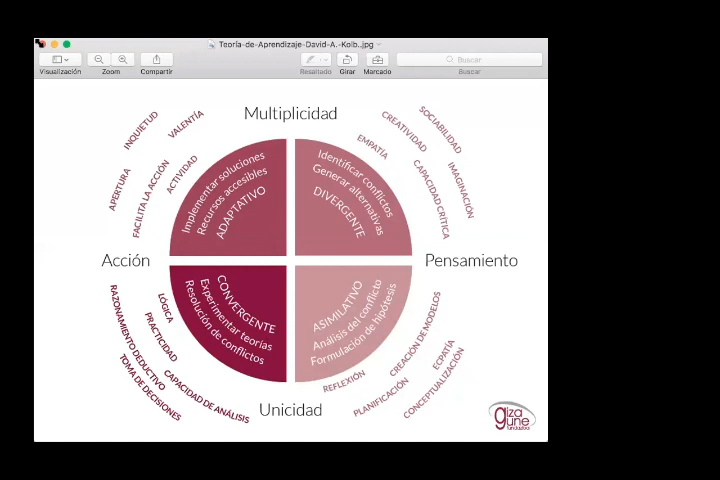 Teoría-de-Aprendizaje-David-A.-Kolb..jpg
Visualización
Zoom
Compartir
Resaltado
Girar
Marcado
Buscar
Buscar
Multiplicidad
INQUIETUD
VALENTÍA
APERTURA
FACILITA LA ACCIÓN
ACTIVIDAD
Implementar soluciones
Recursos accesibles
ADAPTATIVO
Identificar conflictos
Generar alternativas
DIVERGENTE
EMPATÍA
CREATIVIDAD
SOCIABILIDAD
CAPACIDAD CRÍTICA
IMAGINACIÓN
Acción
Pensamiento
CONVERGENTE
Experimentar teorías
Resolución de conflictos
LÓGICA
PRACTICIDAD
RAZONAMIENTO DEDUCTIVO
TOMA DE DECISIONES
CAPACIDAD DE ANÁLISIS
ASIMILATIVO
Análisis del conflicto
Formulación de hipótesis
REFLEXIÓN
CREACIÓN DE MODELOS
PLANIFICACIÓN
ECPATÍA
CONCEPTUALIZACIÓN
Unicidad
giza
gune
fundazioa